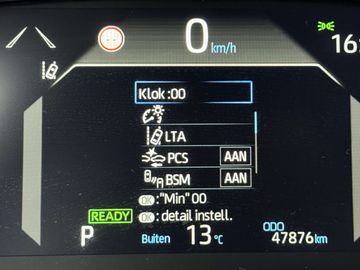 0 km/h
16:
Klok :00
LTA
PCS AAN
BSM AAN
OK :"Min" 00
READY OK : detail instell.
P Buiten 13 °C ODO 47876 km